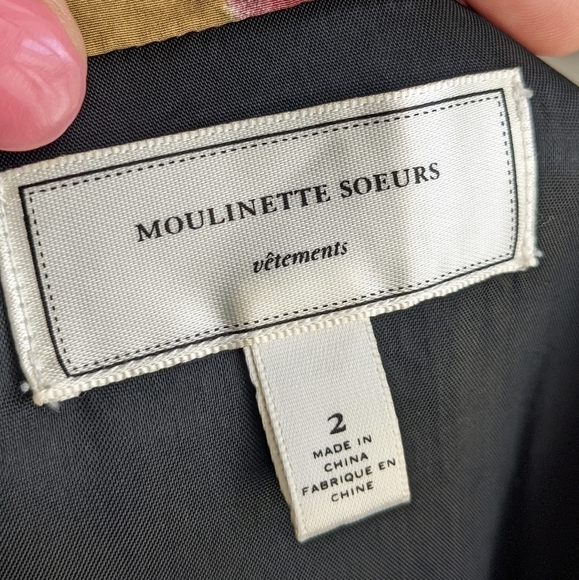 MOULINETTE SOEURS
vêtements
2
MADE IN
CHINA
FABRIQUE EN
CHINE